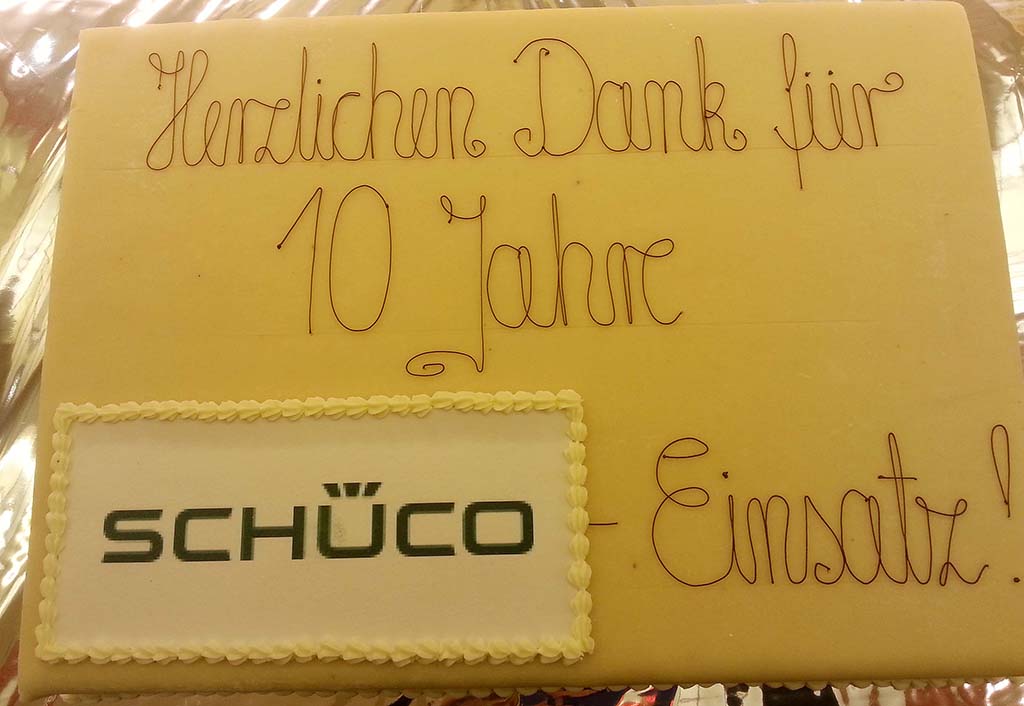 Herzlichen Dank für
10 Jahre
SCHÜCO - Einsatz!